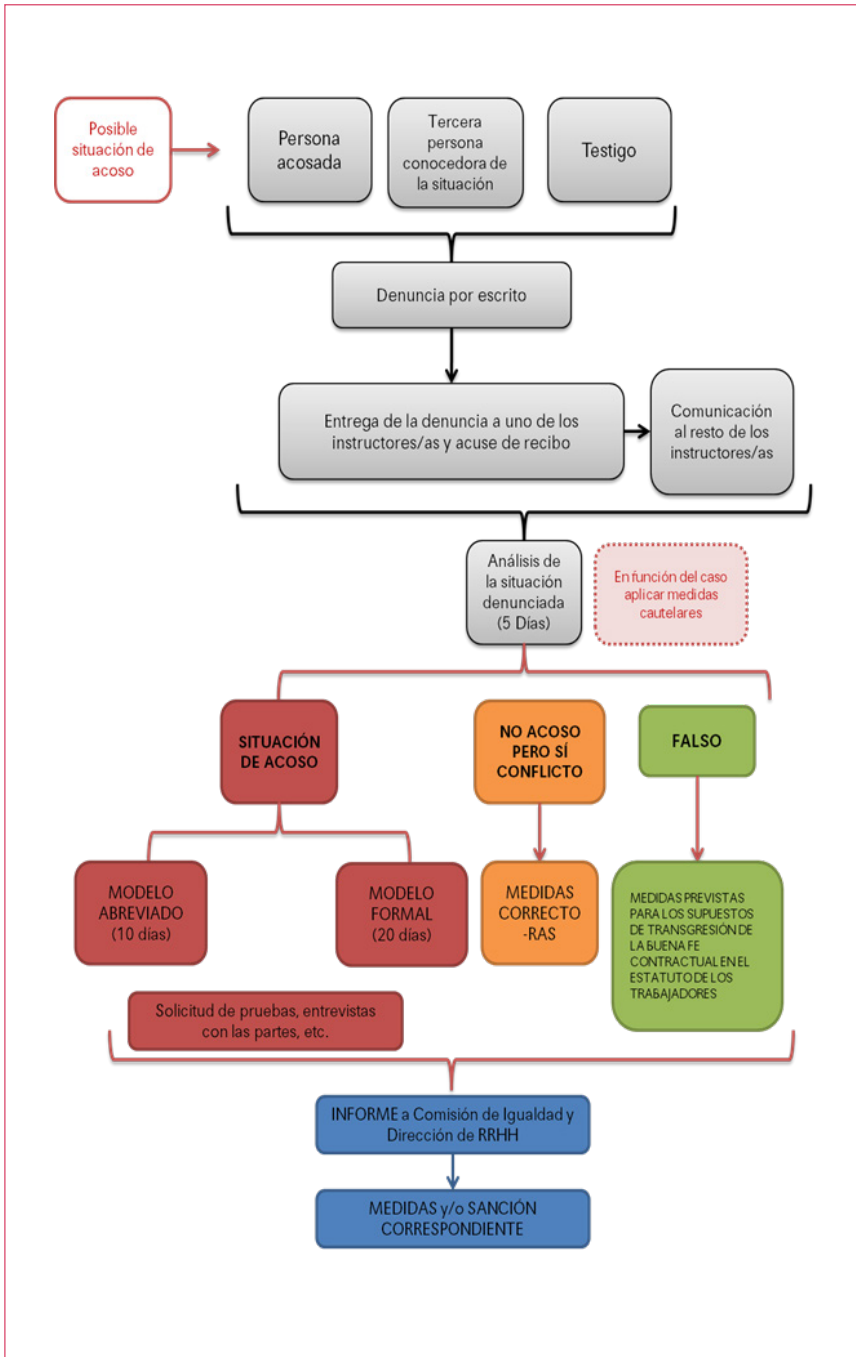 Posible
situación de
acoso
Persona
acosada
Tercera
persona
conocedora de
la situación
Testigo
Denuncia por escrito
Entrega de la denuncia a uno de los
instructores/as y acuse de recibo
Comunicación
al resto de los
instructores/as
Análisis de
la situación
denunciada
(5 Días)
En función del caso
aplicar medidas
cautelares
SITUACIÓN
DE ACOSO
NO ACOSO
PERO SÍ
CONFLICTO
FALSO
MODELO
ABREVIADO
(10 días)
MODELO
FORMAL
(20 días)
MEDIDAS
CORRECTO
-RAS
MEDIDAS PREVISTAS
PARA LOS SUPUESTOS
DE TRANSGRESIÓN DE
LA BUENA FE
CONTRACTUAL EN EL
ESTATUTO DE LOS
TRABAJADORES
Solicitud de pruebas, entrevistas
con las partes, etc.
INFORME a Comisión de Igualdad y
Dirección de RRHH
MEDIDAS y/o SANCIÓN
CORRESPONDIENTE